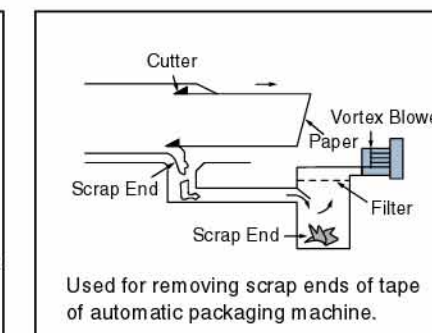 Cutter
Vortex Blowe
Paper
Scrap End
Filter
Scrap End
Used for removing scrap ends of tape
of automatic packaging machine.